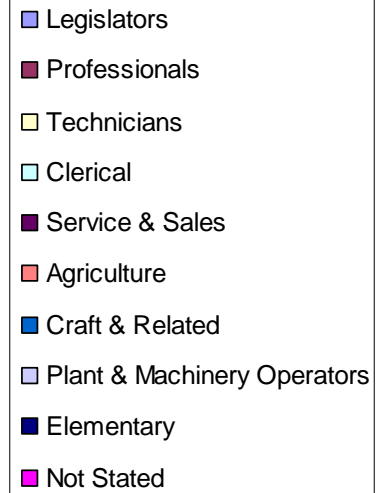 Legislators
Professionals
Technicians
Clerical
Service & Sales
Agriculture
Craft & Related
Plant & Machinery Operators
Elementary
Not Stated